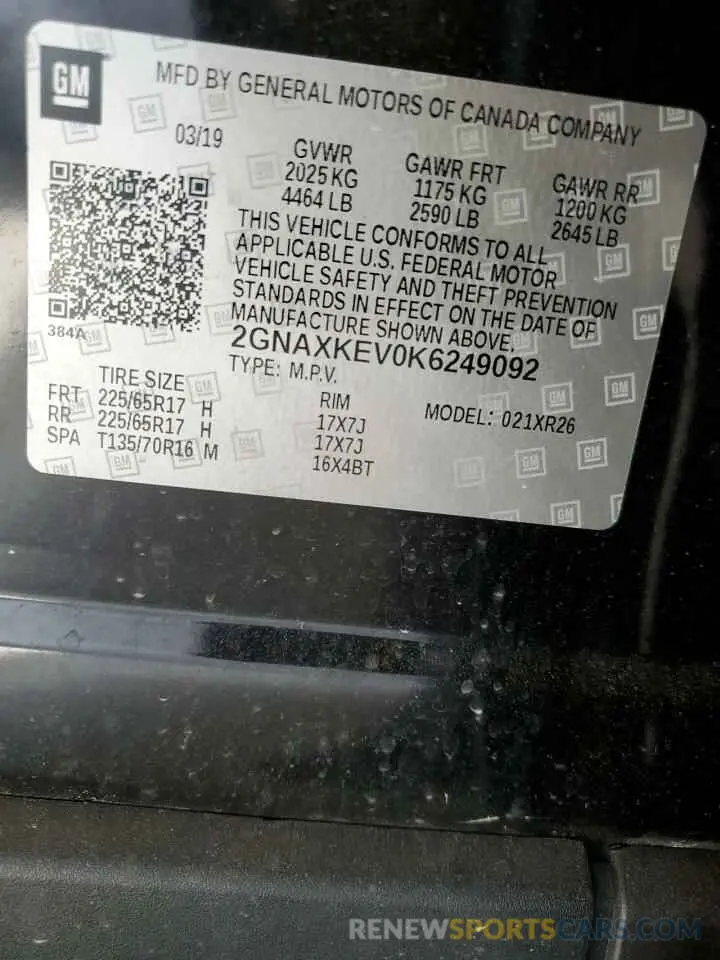 GM
MFD BY GENERAL MOTORS OF CANADA COMPANY
03/19
GVWR
2025 KG
4464 LB
GAWR FRT
1175 KG
2590 LB
GAWR RR
1200 KG
2645 LB
THIS VEHICLE CONFORMS TO ALL
APPLICABLE U.S. FEDERAL MOTOR
VEHICLE SAFETY AND THEFT PREVENTION
STANDARDS IN EFFECT ON THE DATE OF
MANUFACTURE SHOWN ABOVE.
384A
2GNAXKEV0K6249092
TYPE: M.P.V.
MODEL: 021XR26
TIRE SIZE RIM
FRT 225/65R17 H 17X7J
RR 225/65R17 H 17X7J
SPA T135/70R16 M 16X4BT
RENEWSPORTSCARS.COM